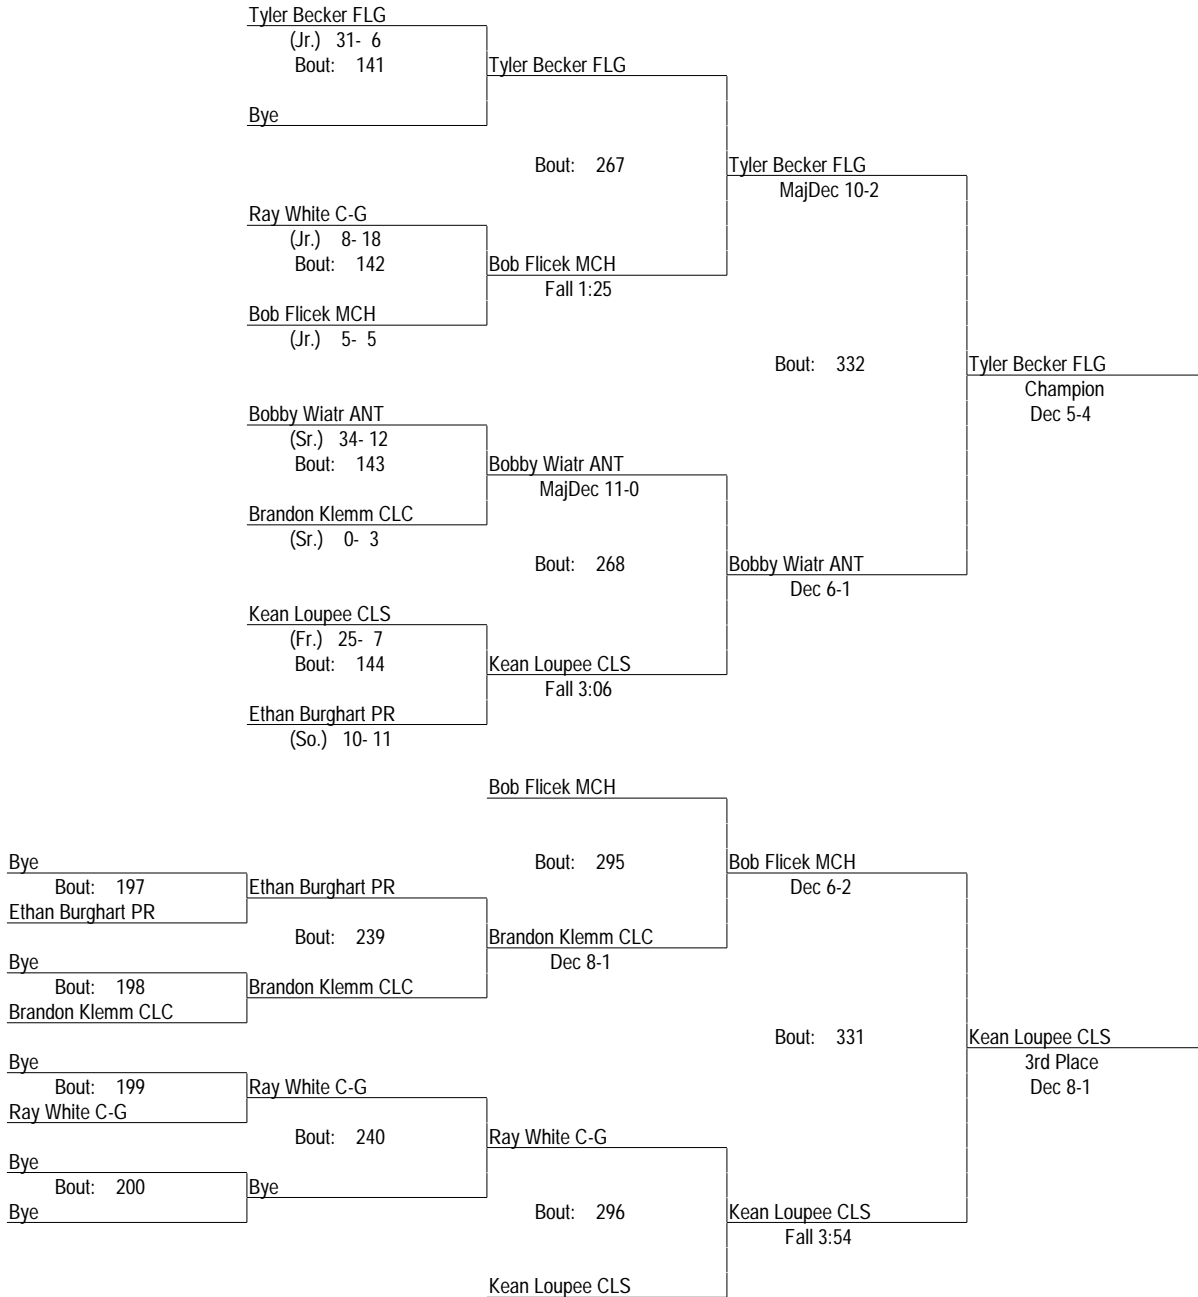 Tyler Becker FLG
(Jr.) 31- 6
Bout: 141
Tyler Becker FLG
Bye
Bout: 267
Tyler Becker FLG
MajDec 10-2
Ray White C-G
(Jr.) 8- 18
Bout: 142
Bob Flicek MCH
Fall 1:25
Bob Flicek MCH
(Jr.) 5- 5
Bout: 332
Tyler Becker FLG
Champion
Dec 5-4
Bobby Wiatr ANT
(Sr.) 34- 12
Bout: 143
Bobby Wiatr ANT
MajDec 11-0
Brandon Klemm CLC
(Sr.) 0- 3
Bout: 268
Bobby Wiatr ANT
Dec 6-1
Kean Loupee CLS
(Fr.) 25- 7
Bout: 144
Kean Loupee CLS
Fall 3:06
Ethan Burghart PR
(So.) 10- 11
Bob Flicek MCH
Bout: 295
Bob Flicek MCH
Dec 6-2
Bye
Bout: 197
Ethan Burghart PR
Ethan Burghart PR
Bout: 239
Brandon Klemm CLC
Dec 8-1
Bye
Bout: 198
Brandon Klemm CLC
Brandon Klemm CLC
Bout: 331
Kean Loupee CLS
3rd Place
Dec 8-1
Bye
Bout: 199
Ray White C-G
Ray White C-G
Bout: 240
Ray White C-G
Bye
Bout: 200
Bye
Bye
Bout: 296
Kean Loupee CLS
Fall 3:54
Kean Loupee CLS